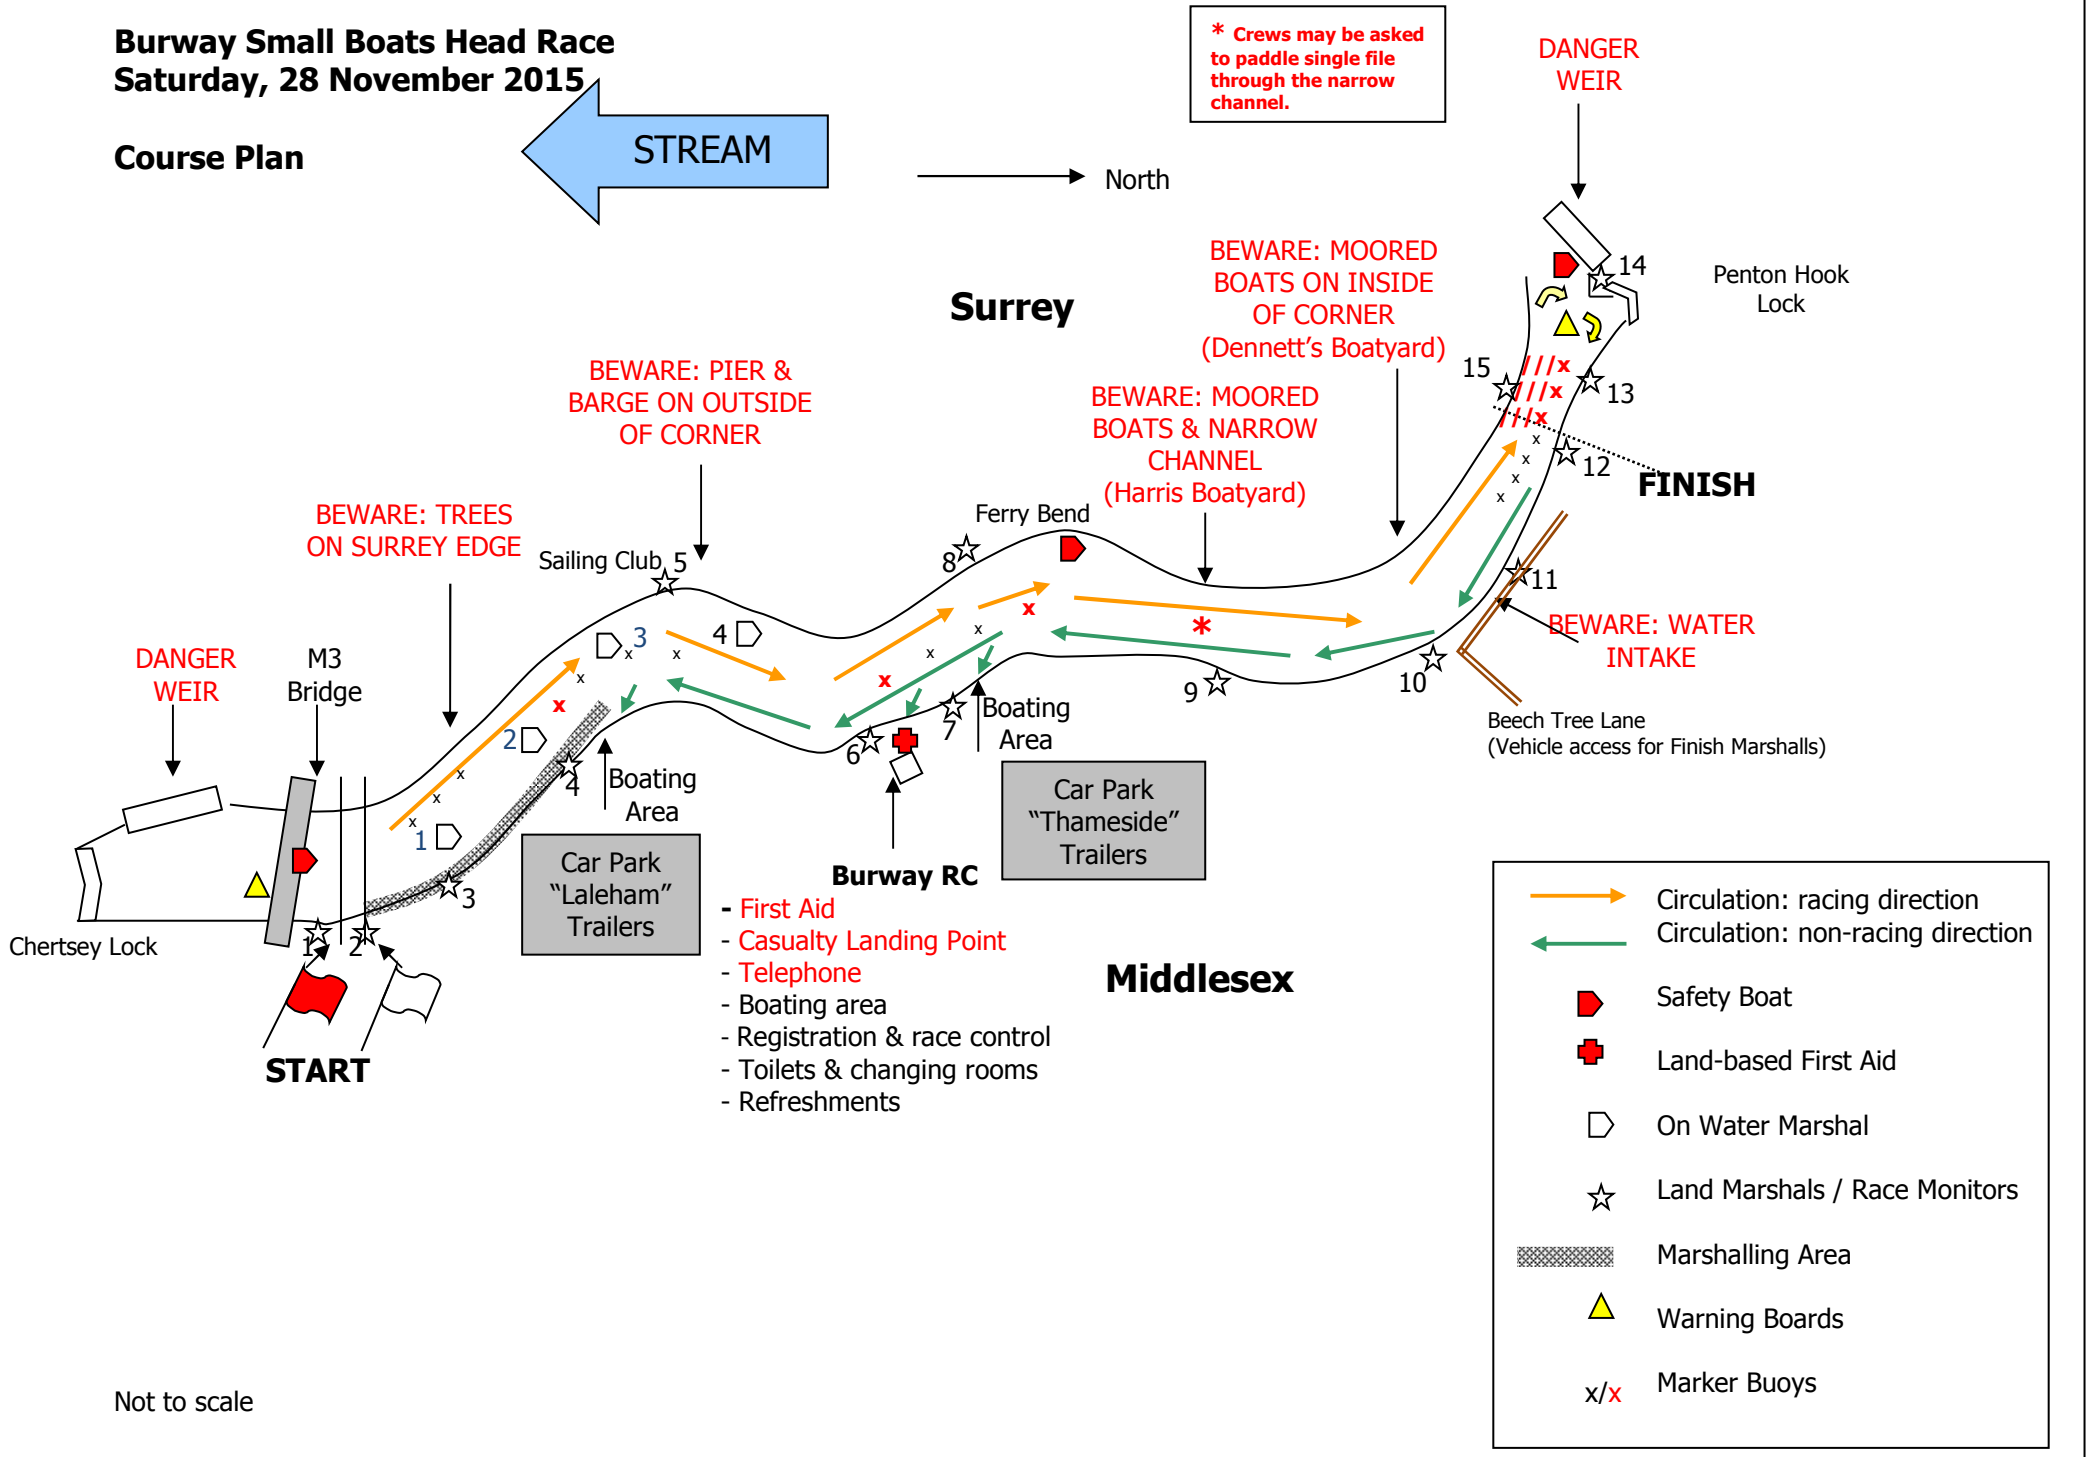 Burway Small Boats Head Race
Saturday, 28 November 2015
Course Plan
STREAM
North
* Crews may be asked
to paddle single file
through the narrow
channel.
DANGER
WEIR
14
Penton Hook
Lock
Surrey
BEWARE: MOORED
BOATS ON INSIDE
OF CORNER
(Dennett's Boatyard)
15
13
12
FINISH
BEWARE: PIER &
BARGE ON OUTSIDE
OF CORNER
BEWARE: MOORED
BOATS & NARROW
CHANNEL
(Harris Boatyard)
BEWARE: TREES
ON SURREY EDGE
Sailing Club
5
Ferry Bend
8
11
BEWARE: WATER
INTAKE
3
4
*
DANGER
WEIR
M3
Bridge
2
1
9
10
Beech Tree Lane
(Vehicle access for Finish Marshalls)
6
7
Boating
Area
4
Boating
Area
3
Car Park
"Laleham"
Trailers
Car Park
"Thameside"
Trailers
Chertsey Lock
1
2
START
Burway RC
- First Aid
- Casualty Landing Point
- Telephone
- Boating area
- Registration & race control
- Toilets & changing rooms
- Refreshments
Middlesex
Circulation: racing direction
Circulation: non-racing direction
Safety Boat
Land-based First Aid
On Water Marshal
Land Marshals / Race Monitors
Marshalling Area
Warning Boards
x/x Marker Buoys
Not to scale